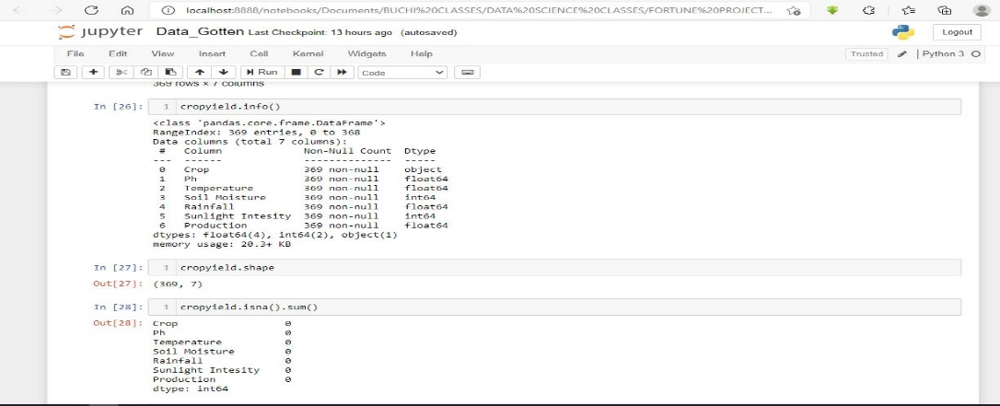 localhost:8888/notebooks/Documents/BUCHI%20CLASSES/DATA%20SCIENCE%20CLASSES/FORTUNE%20PROJECT...
jupyter Data_Gotten Last Checkpoint: 13 hours ago (autosaved)
Logout
File Edit View Insert Cell Kernel Widgets Help
Trusted Python 3
Run Code
369 rows × 7 columns
In [26]: 1 cropyield.info()
<class 'pandas.core.frame.DataFrame'>
RangeIndex: 369 entries, 0 to 368
Data columns (total 7 columns):
# Column Non-Null Count Dtype
--- ------ -------------- -----
0 Crop 369 non-null object
1 Ph 369 non-null float64
2 Temperature 369 non-null float64
3 Soil Moisture 369 non-null int64
4 Rainfall 369 non-null float64
5 Sunlight Intesity 369 non-null int64
6 Production 369 non-null float64
dtypes: float64(4), int64(2), object(1)
memory usage: 20.3+ KB
In [27]: 1 cropyield.shape
Out[27]: (369, 7)
In [28]: 1 cropyield.isna().sum()
Out[28]: Crop 0
Ph 0
Temperature 0
Soil Moisture 0
Rainfall 0
Sunlight Intesity 0
Production 0
dtype: int64